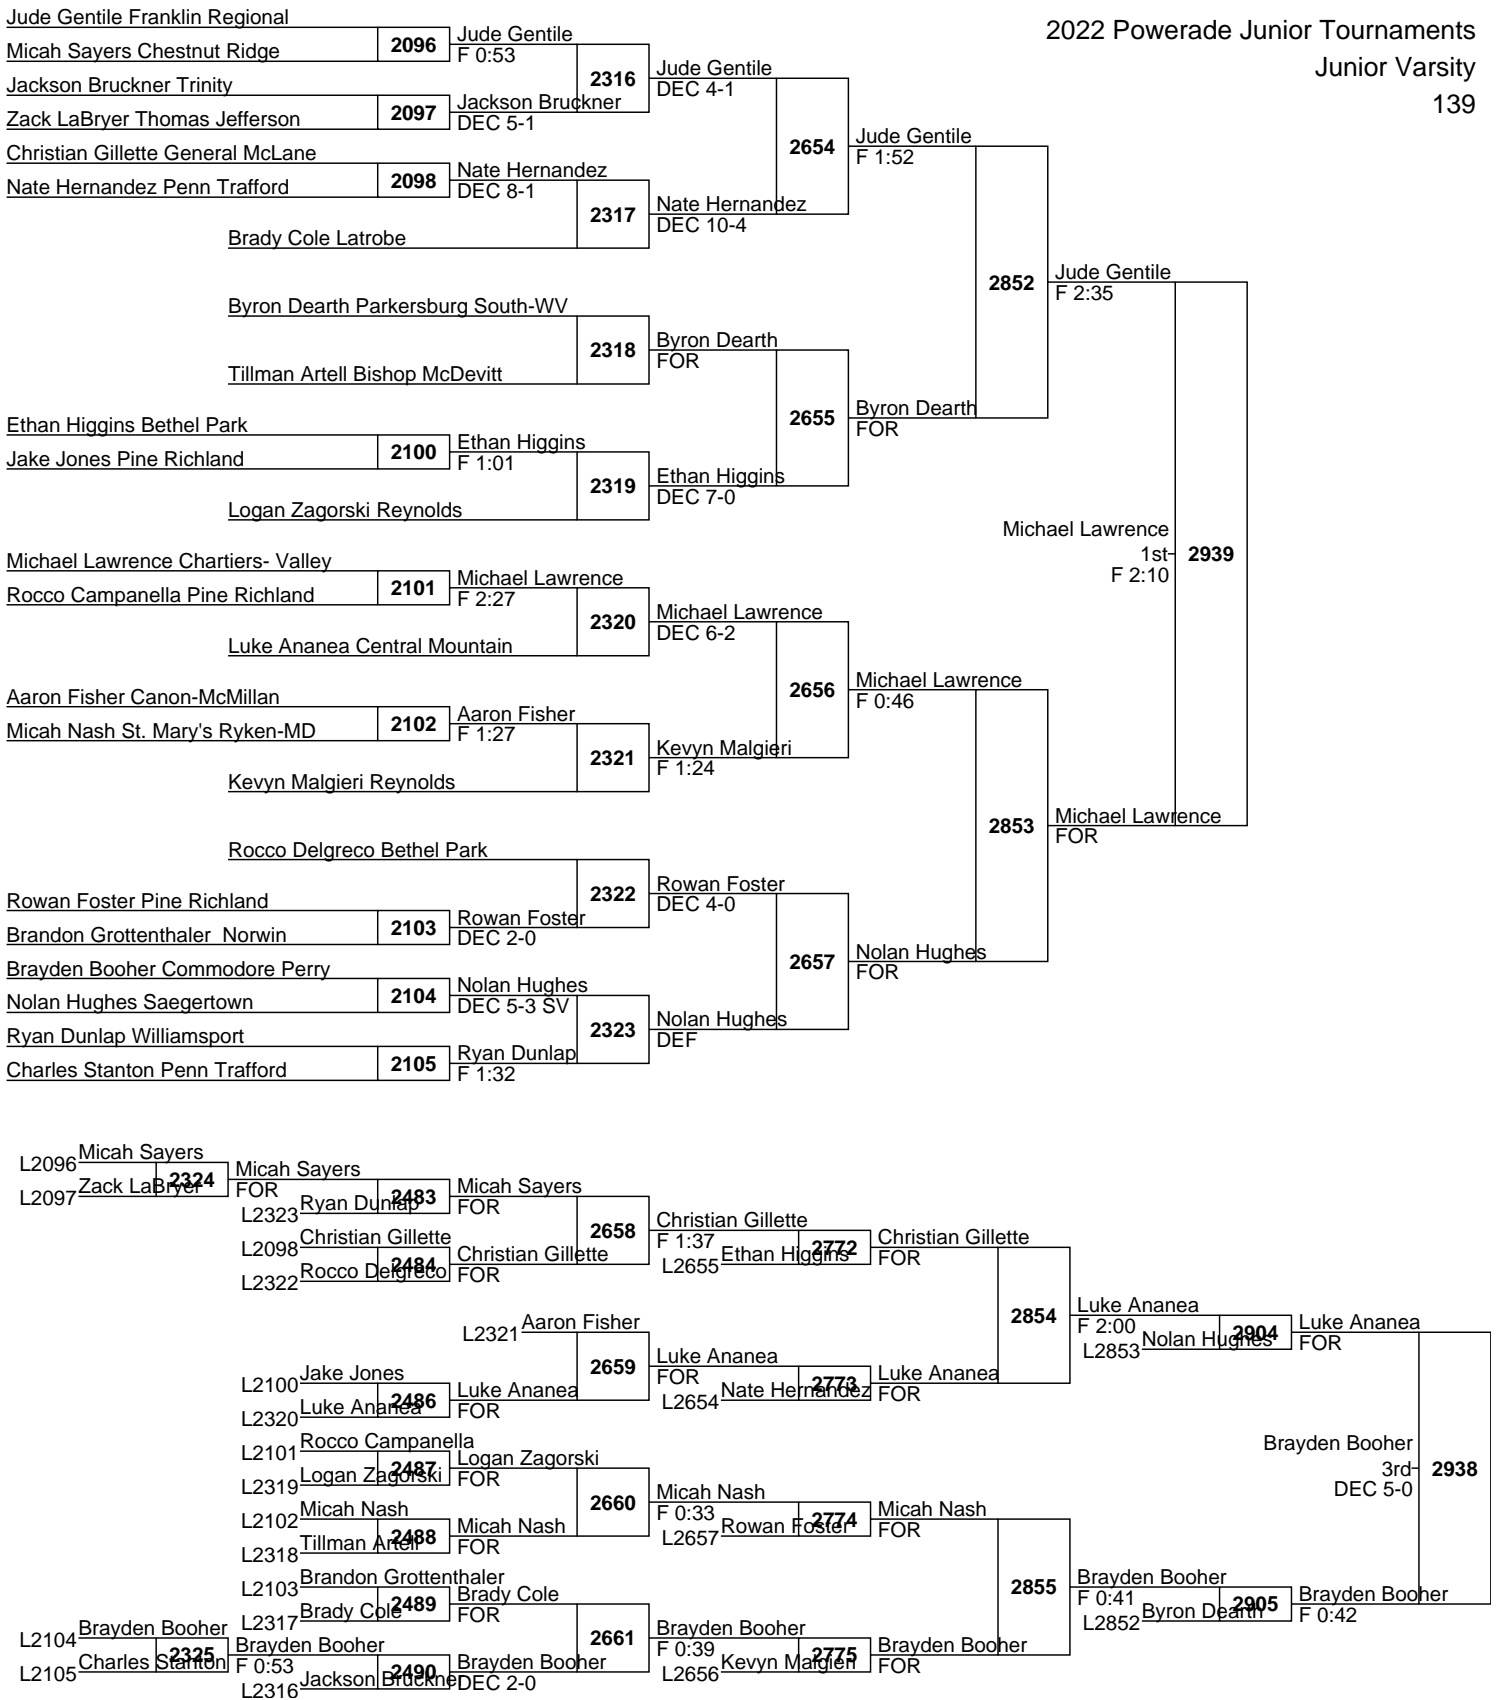 2022 Powerade Junior Tournaments
Junior Varsity
139
Jude Gentile Franklin Regional
Micah Sayers Chestnut Ridge
2096
Jude Gentile
F 0:53
Jackson Bruckner Trinity
Zack LaBryer Thomas Jefferson
2097
Jackson Bruckner
DEC 5-1
2316
Jude Gentile
DEC 4-1
Christian Gillette General McLane
Nate Hernandez Penn Trafford
2098
Nate Hernandez
DEC 8-1
Brady Cole Latrobe
2317
Nate Hernandez
DEC 10-4
2654
Jude Gentile
F 1:52
Byron Dearth Parkersburg South-WV
Tillman Artell Bishop McDevitt
2318
Byron Dearth
FOR
Ethan Higgins Bethel Park
Jake Jones Pine Richland
2100
Ethan Higgins
F 1:01
Logan Zagorski Reynolds
2319
Ethan Higgins
DEC 7-0
2655
Byron Dearth
FOR
2852
Jude Gentile
F 2:35
Michael Lawrence Chartiers- Valley
Rocco Campanella Pine Richland
2101
Michael Lawrence
F 2:27
Luke Ananea Central Mountain
2320
Michael Lawrence
DEC 6-2
Aaron Fisher Canon-McMillan
Micah Nash St. Mary's Ryken-MD
2102
Aaron Fisher
F 1:27
Kevyn Malgieri Reynolds
2321
Kevyn Malgieri
F 1:24
2656
Michael Lawrence
F 0:46
Rocco Delgreco Bethel Park
Rowan Foster Pine Richland
Brandon Grottenthaler  Norwin
2103
Rowan Foster
DEC 2-0
2322
Rowan Foster
DEC 4-0
Brayden Booher Commodore Perry
Nolan Hughes Saegertown
2104
Nolan Hughes
DEC 5-3 SV
Ryan Dunlap Williamsport
Charles Stanton Penn Trafford
2105
Ryan Dunlap
F 1:32
2323
Nolan Hughes
DEF
2657
Nolan Hughes
FOR
2853
Michael Lawrence
FOR
Michael Lawrence
1st
F 2:10
2939
L2096 Micah Sayers
L2097 Zack LaBryer
2324
Micah Sayers
FOR
L2323 Ryan Dunlap
2483
Micah Sayers
FOR
L2098 Christian Gillette
L2322 Rocco Delgreco
2484
Christian Gillette
FOR
2658
Christian Gillette
F 1:37
L2655 Ethan Higgins
2772
Christian Gillette
FOR
L2321 Aaron Fisher
L2100 Jake Jones
L2320 Luke Ananea
2486
Luke Ananea
FOR
2659
Luke Ananea
FOR
L2654 Nate Hernandez
2773
Luke Ananea
FOR
2854
Luke Ananea
F 2:00
L2853 Nolan Hughes
2904
Luke Ananea
FOR
L2101 Rocco Campanella
L2319 Logan Zagorski
2487
Logan Zagorski
FOR
L2102 Micah Nash
L2318 Tillman Artell
2488
Micah Nash
FOR
2660
Micah Nash
F 0:33
L2657 Rowan Foster
2774
Micah Nash
FOR
L2103 Brandon Grottenthaler
L2317 Brady Cole
2489
Brady Cole
FOR
L2104 Brayden Booher
L2105 Charles Stanton
2325
Brayden Booher
F 0:53
L2316 Jackson Bruckner
2490
Brayden Booher
DEC 2-0
2661
Brayden Booher
F 0:39
L2656 Kevyn Malgieri
2775
Brayden Booher
FOR
2855
Brayden Booher
F 0:41
L2852 Byron Dearth
2905
Brayden Booher
F 0:42
Brayden Booher
3rd
DEC 5-0
2938